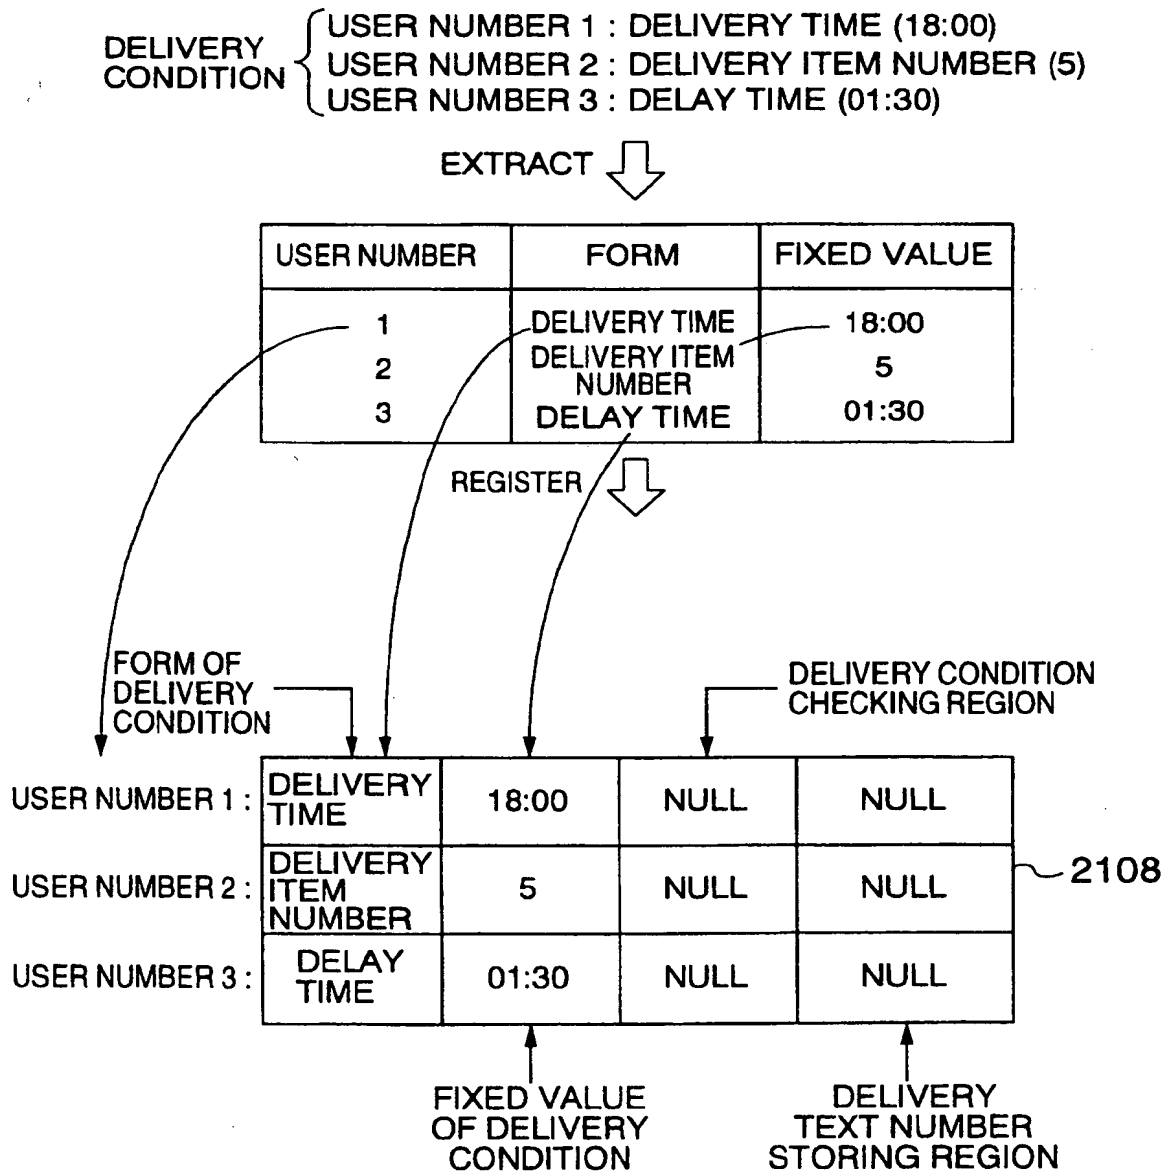 DELIVERY CONDITION
USER NUMBER 1 : DELIVERY TIME (18:00)
USER NUMBER 2 : DELIVERY ITEM NUMBER (5)
USER NUMBER 3 : DELAY TIME (01:30)
EXTRACT
USER NUMBER FORM FIXED VALUE
1 DELIVERY TIME 18:00
2 DELIVERY ITEM NUMBER 5
3 DELAY TIME 01:30
REGISTER
FORM OF
DELIVERY
CONDITION
DELIVERY CONDITION
CHECKING REGION
USER NUMBER 1 : DELIVERY TIME 18:00 NULL NULL
USER NUMBER 2 : DELIVERY ITEM NUMBER 5 NULL NULL
2108
USER NUMBER 3 : DELAY TIME 01:30 NULL NULL
FIXED VALUE
OF DELIVERY
CONDITION
DELIVERY
TEXT NUMBER
STORING REGION